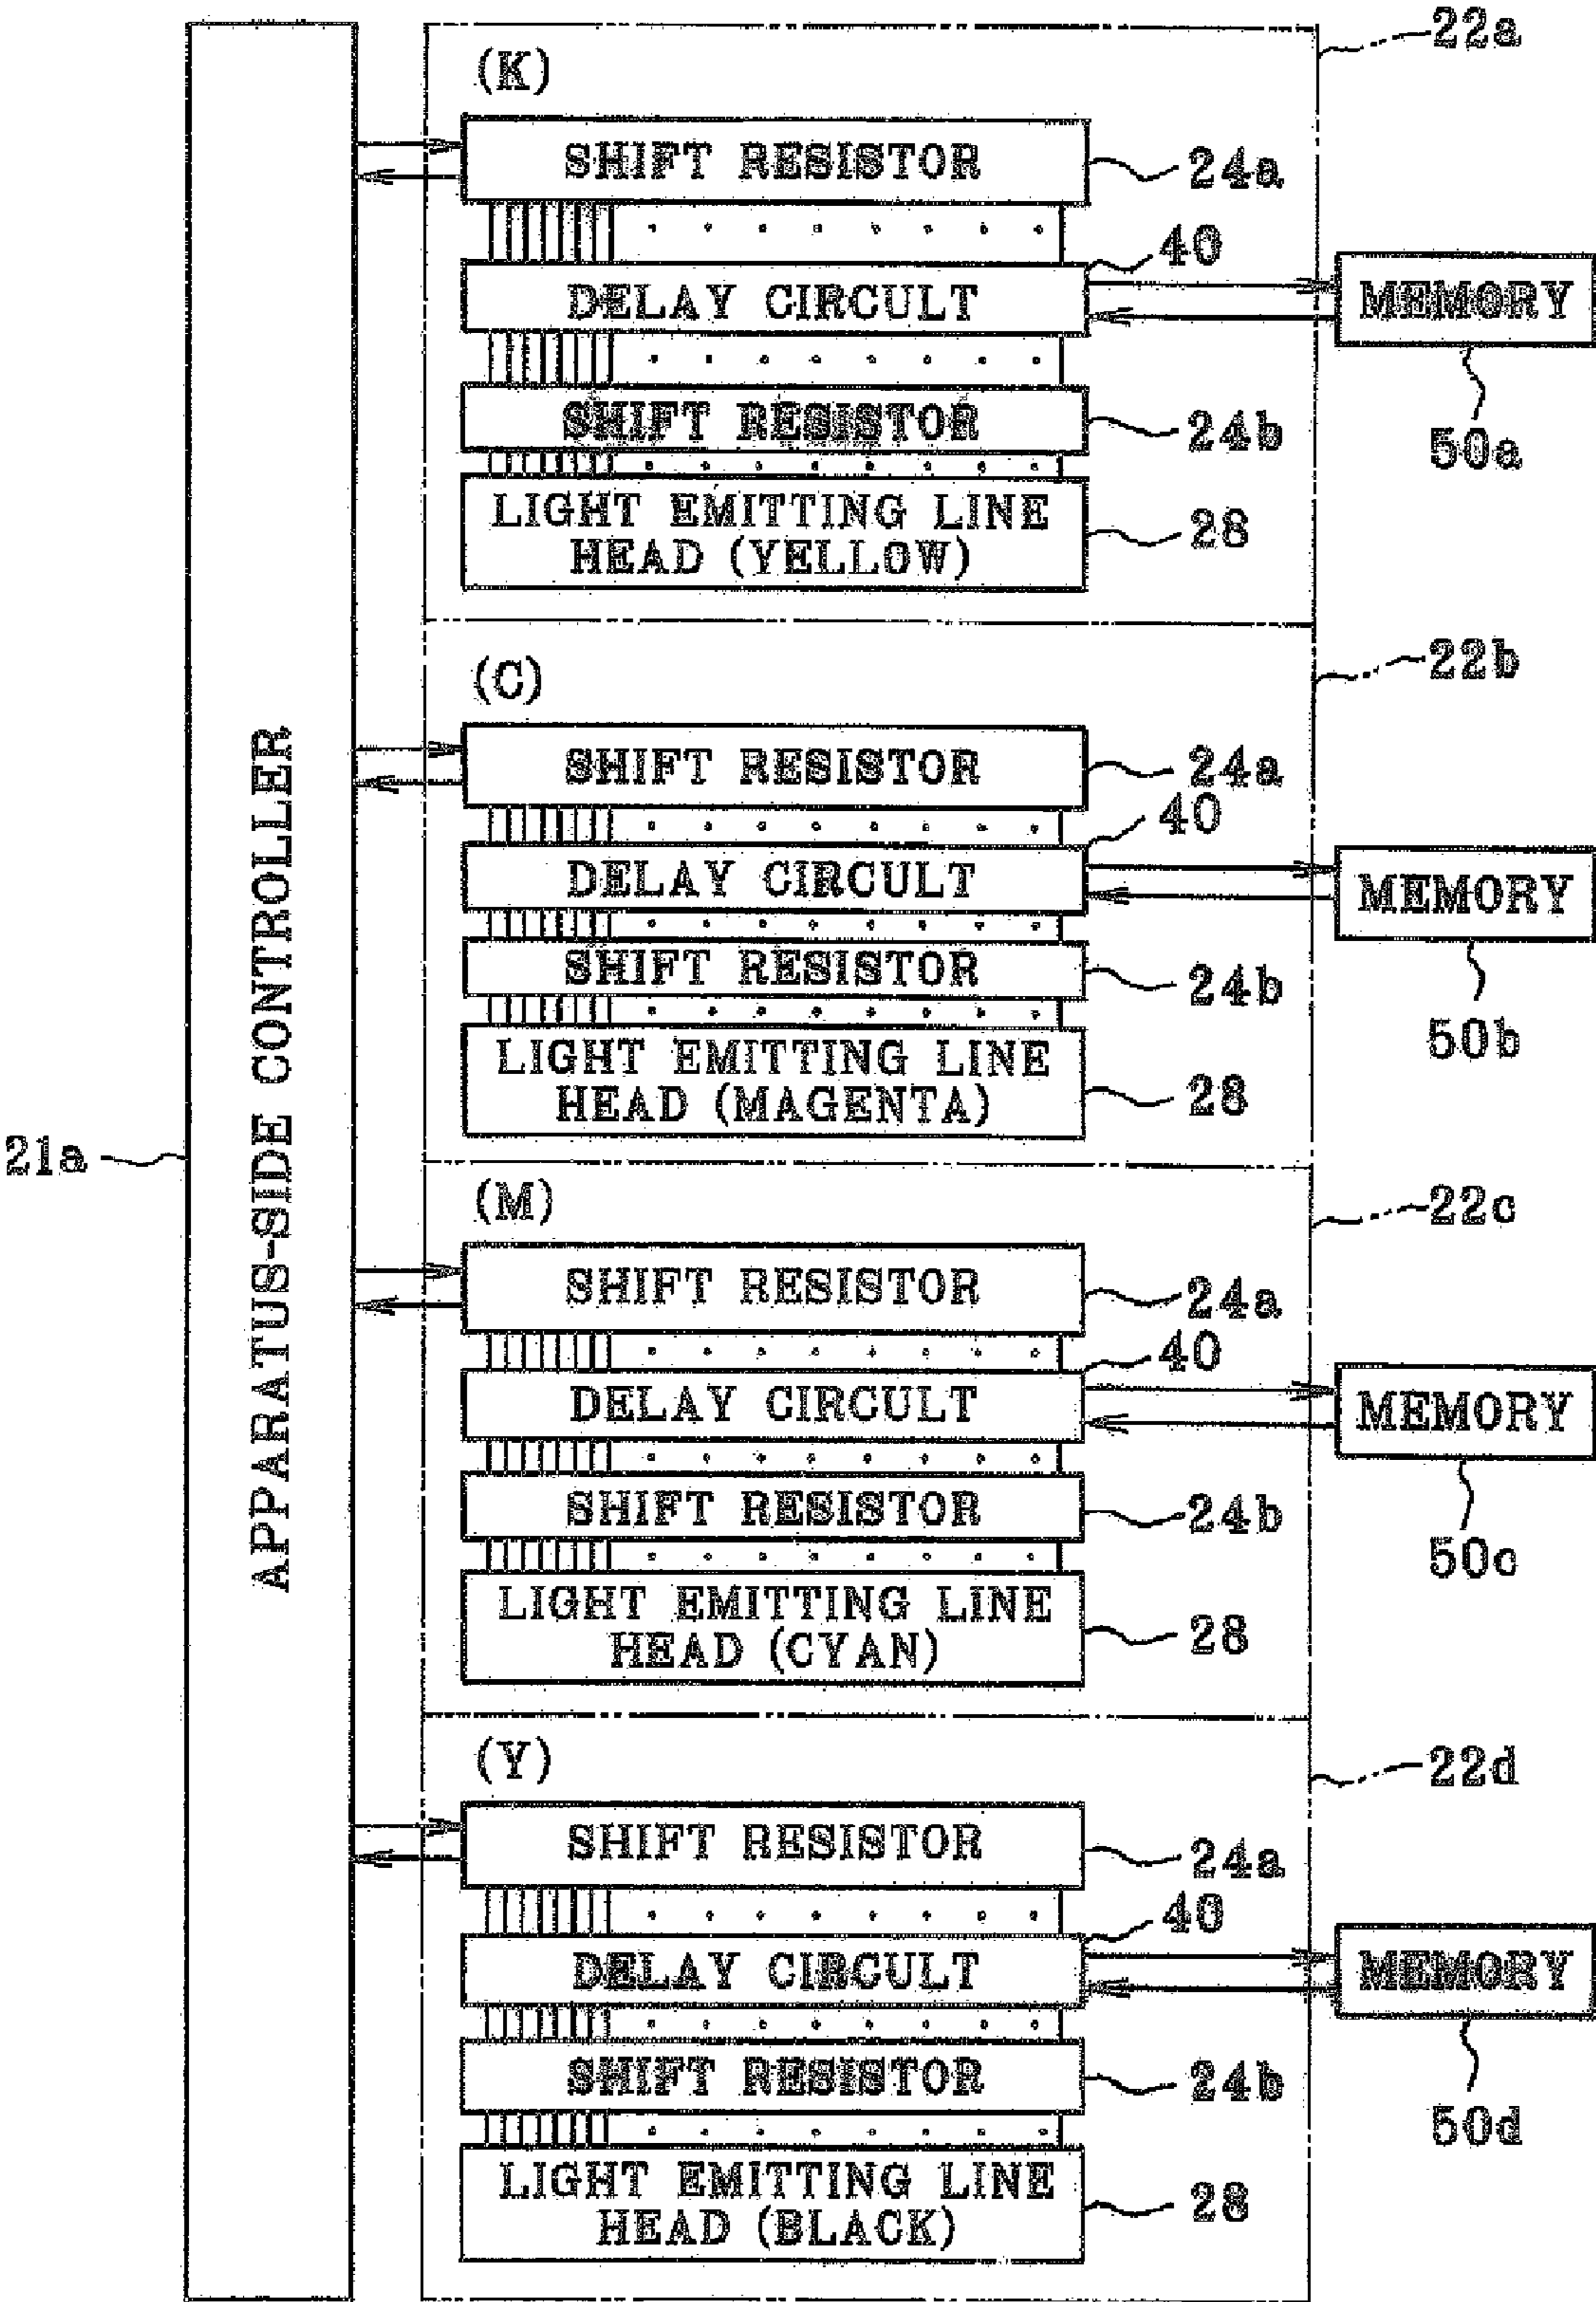 22a
(K)
SHIFT RESISTOR
24a
40
DELAY CIRCULT
MEMORY
SHIFT RESISTOR
24b
50a
LIGHT EMITTING LINE
HEAD (YELLOW)
28
22b
(C)
SHIFT RESISTOR
24a
40
DELAY CIRCULT
MEMORY
SHIFT RESISTOR
24b
50b
LIGHT EMITTING LINE
HEAD (MAGENTA)
28
21a
APPARATUS-SIDE CONTROLLER
(M)
22c
SHIFT RESISTOR
24a
40
DELAY CIRCULT
MEMORY
SHIFT RESISTOR
24b
50c
LIGHT EMITTING LINE
HEAD (CYAN)
28
(Y)
22d
SHIFT RESISTOR
24a
40
DELAY CIRCULT
MEMORY
SHIFT RESISTOR
24b
50d
LIGHT EMITTING LINE
HEAD (BLACK)
28